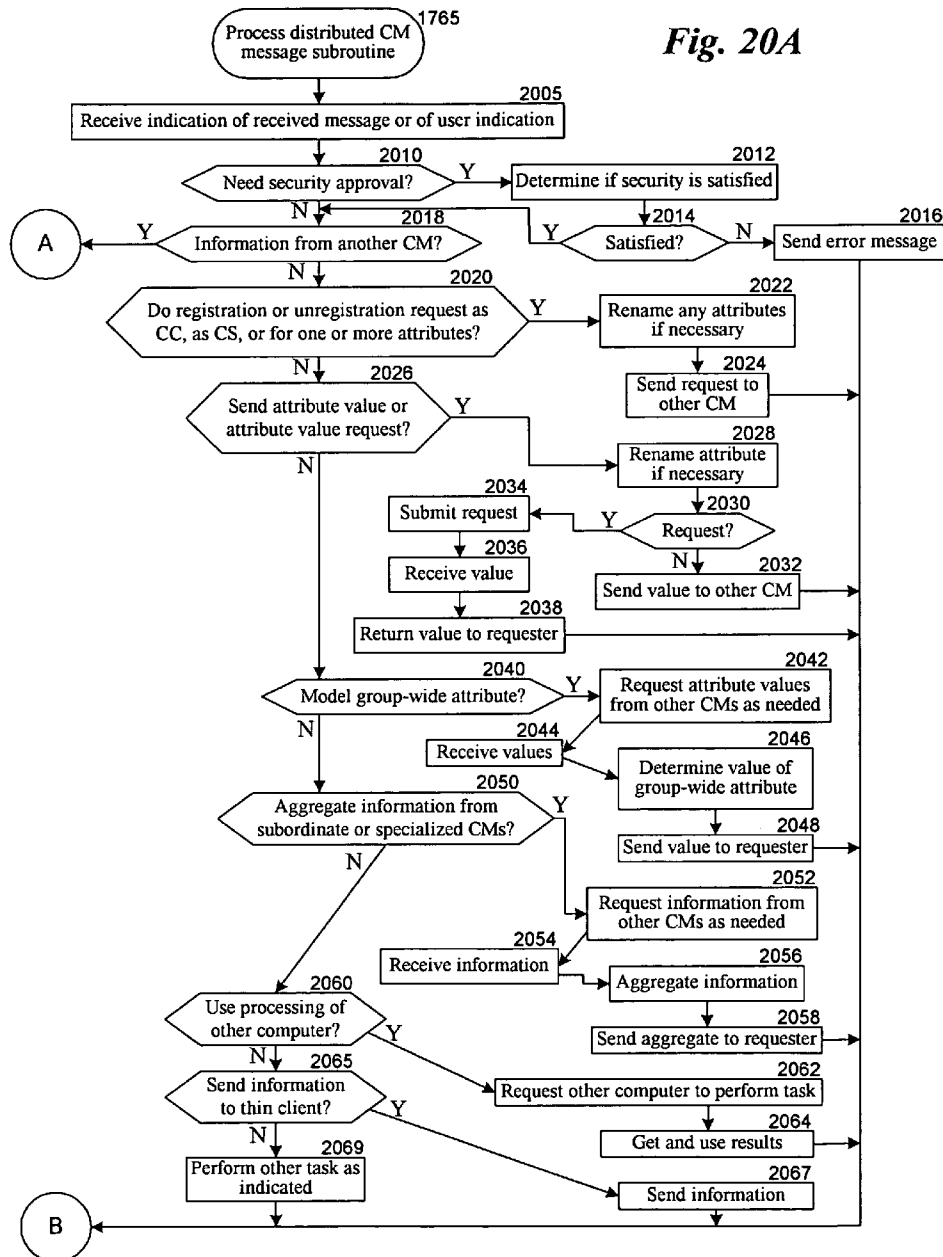 Process distributed CM
message subroutine
1765
Fig. 20A
2005
Receive indication of received message or of user indication
2010
Need security approval?
Y
N
2012
Determine if security is satisfied
2014
Satisfied?
Y
N
2016
Send error message
2018
Information from another CM?
Y
A
N
2020
Do registration or unregistration request as
CC, as CS, or for one or more attributes?
Y
N
2022
Rename any attributes
if necessary
2024
Send request to
other CM
2026
Send attribute value or
attribute value request?
Y
N
2028
Rename attribute
if necessary
2030
Request?
Y
N
2034
Submit request
2036
Receive value
2032
Send value to other CM
2038
Return value to requester
2040
Model group-wide attribute?
Y
N
2042
Request attribute values
from other CMs as needed
2044
Receive values
2046
Determine value of
group-wide attribute
2048
Send value to requester
2050
Aggregate information from
subordinate or specialized CMs?
Y
N
2052
Request information from
other CMs as needed
2054
Receive information
2056
Aggregate information
2058
Send aggregate to requester
2060
Use processing of
other computer?
Y
N
2062
Request other computer to perform task
2064
Get and use results
2065
Send information
to thin client?
Y
N
2067
Send information
2069
Perform other task as
indicated
B